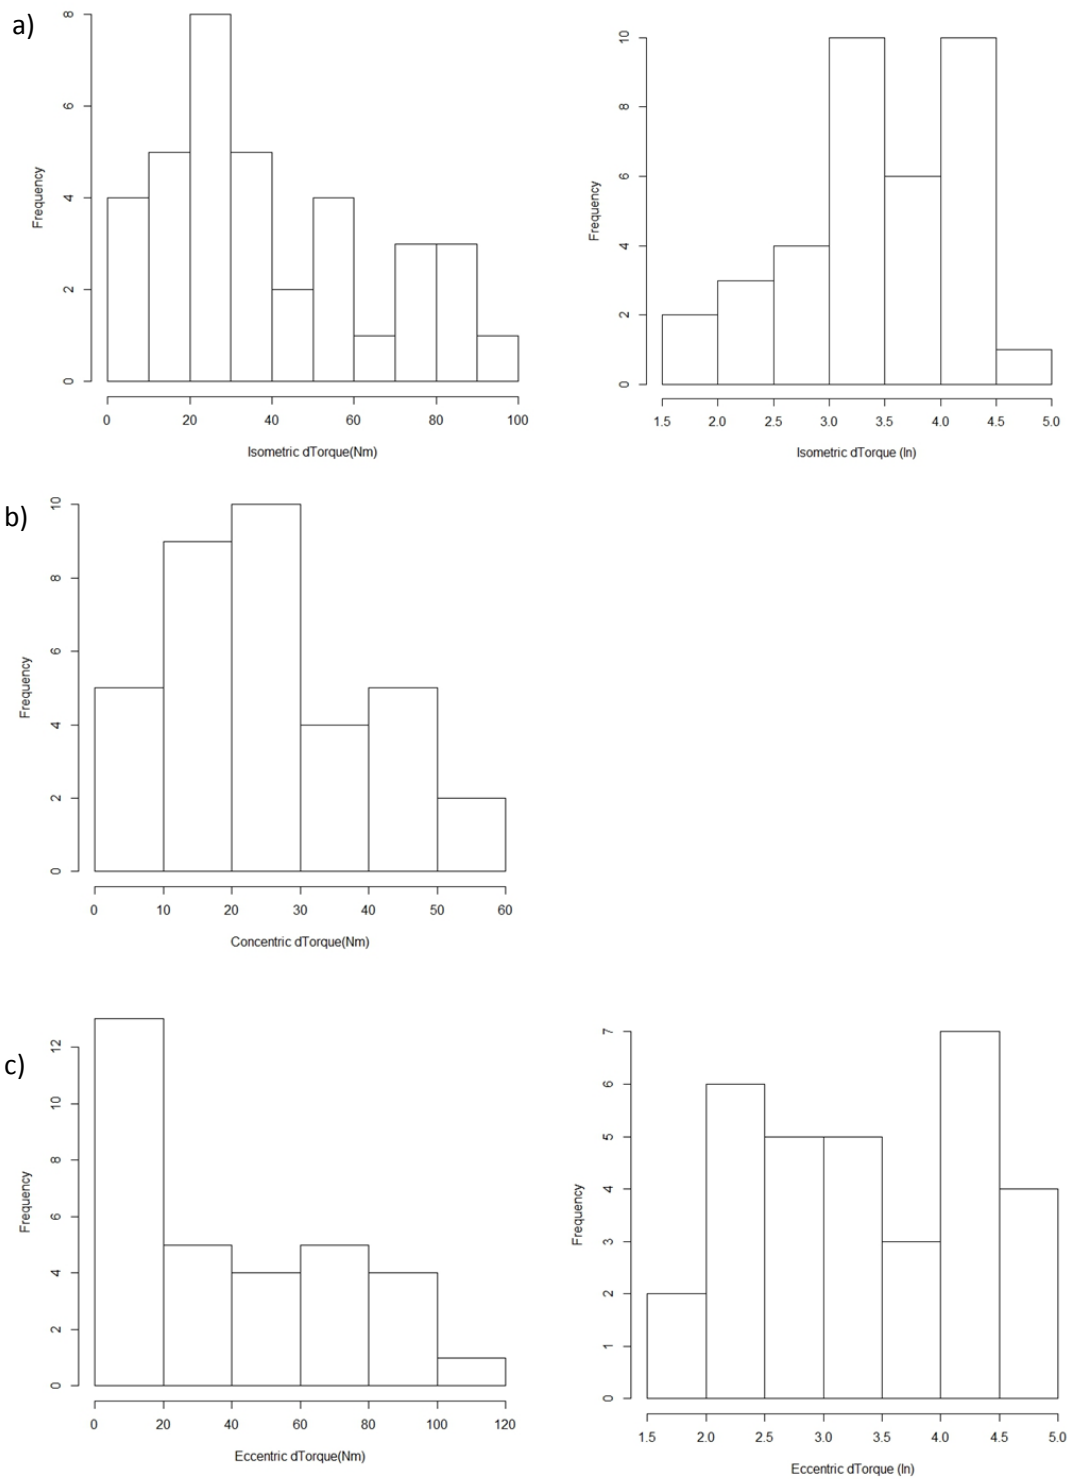 a)
8
6
4
2
0
Frequency
0 20 40 60 80 100
Isometric dTorque(Nm)
10
8
6
4
2
0
Frequency
1.5 2.0 2.5 3.0 3.5 4.0 4.5 5.0
Isometric dTorque (ln)
b)
10
8
6
4
2
0
Frequency
0 10 20 30 40 50 60
Concentric dTorque(Nm)
c)
12
10
8
6
4
2
0
Frequency
0 20 40 60 80 100 120
Eccentric dTorque(Nm)
7
6
5
4
3
2
1
0
Frequency
1.5 2.0 2.5 3.0 3.5 4.0 4.5 5.0
Eccentric dTorque (ln)